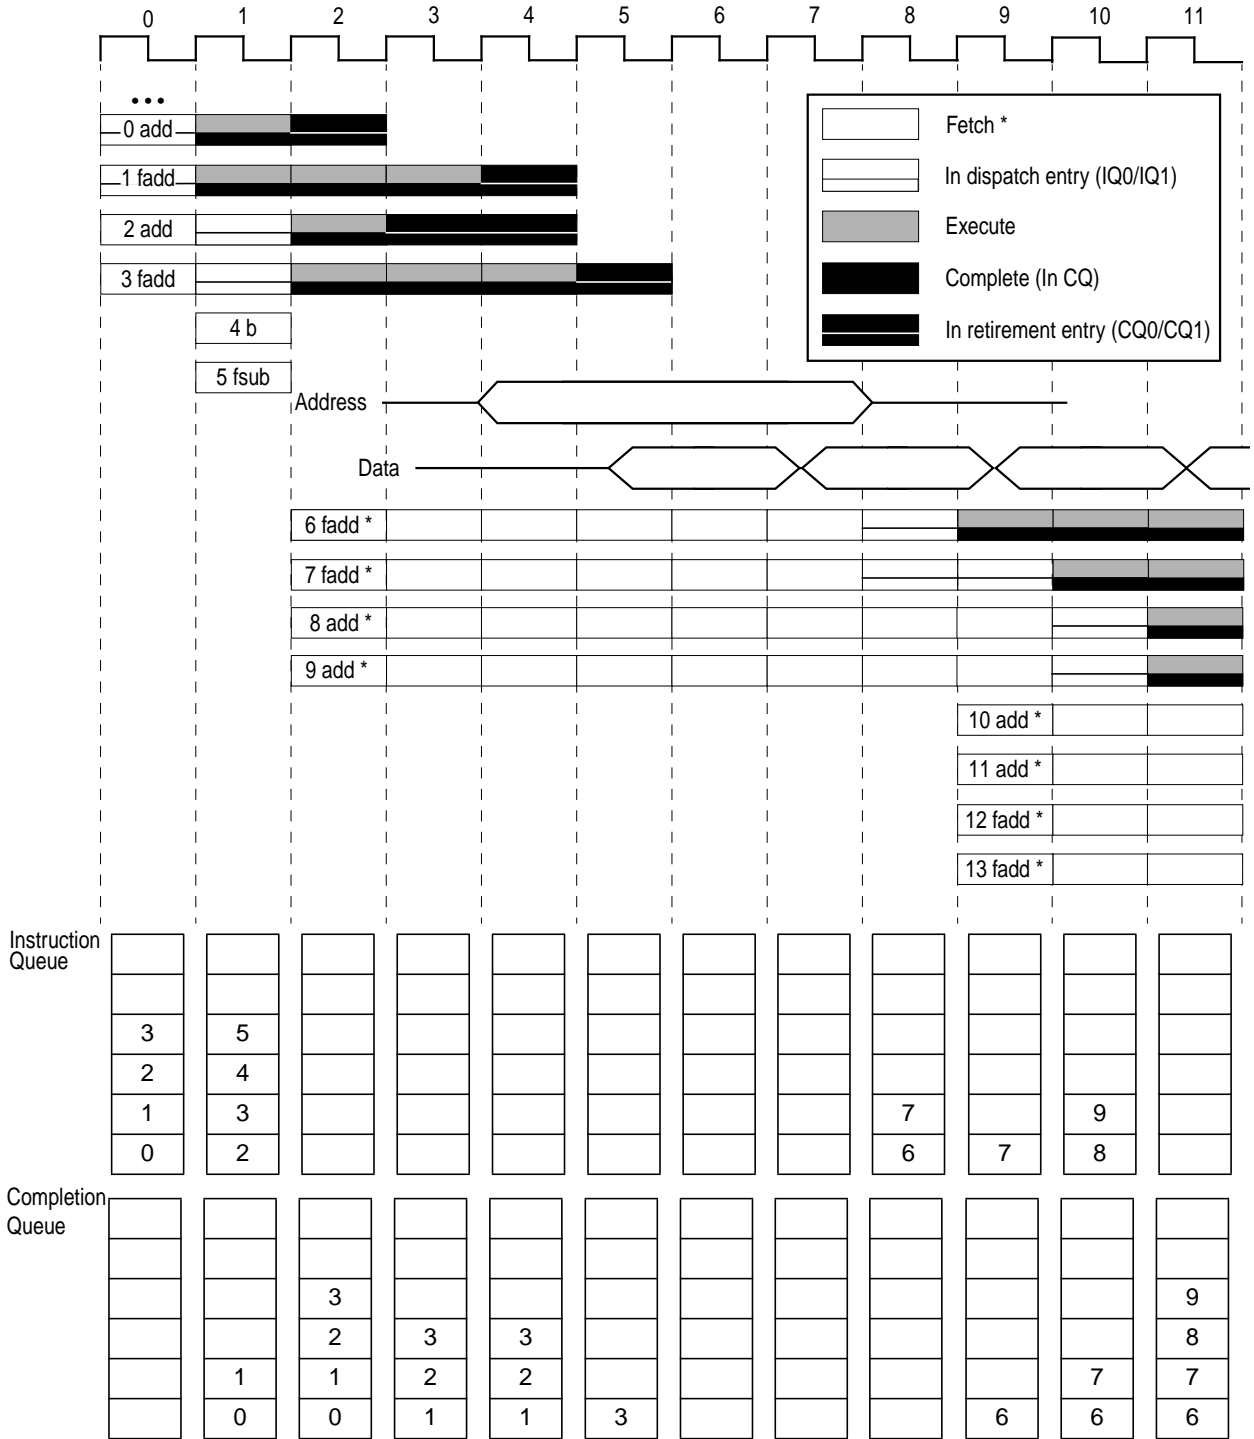 0 1 2 3 4 5 6 7 8 9 10 11
...
0 add
1 fadd
2 add
3 fadd
4 b
5 fsub
Fetch *
In dispatch entry (IQ0/IQ1)
Execute
Complete (In CQ)
In retirement entry (CQ0/CQ1)
Address
Data
6 fadd *
7 fadd *
8 add *
9 add *
10 add *
11 add *
12 fadd *
13 fadd *
Instruction
Queue
3 5
2 4
1 3 7 9
0 2 6 7 8
Completion
Queue
3 9
2 3 3 8
1 1 2 2 7 7
0 0 1 1 3 6 6 6